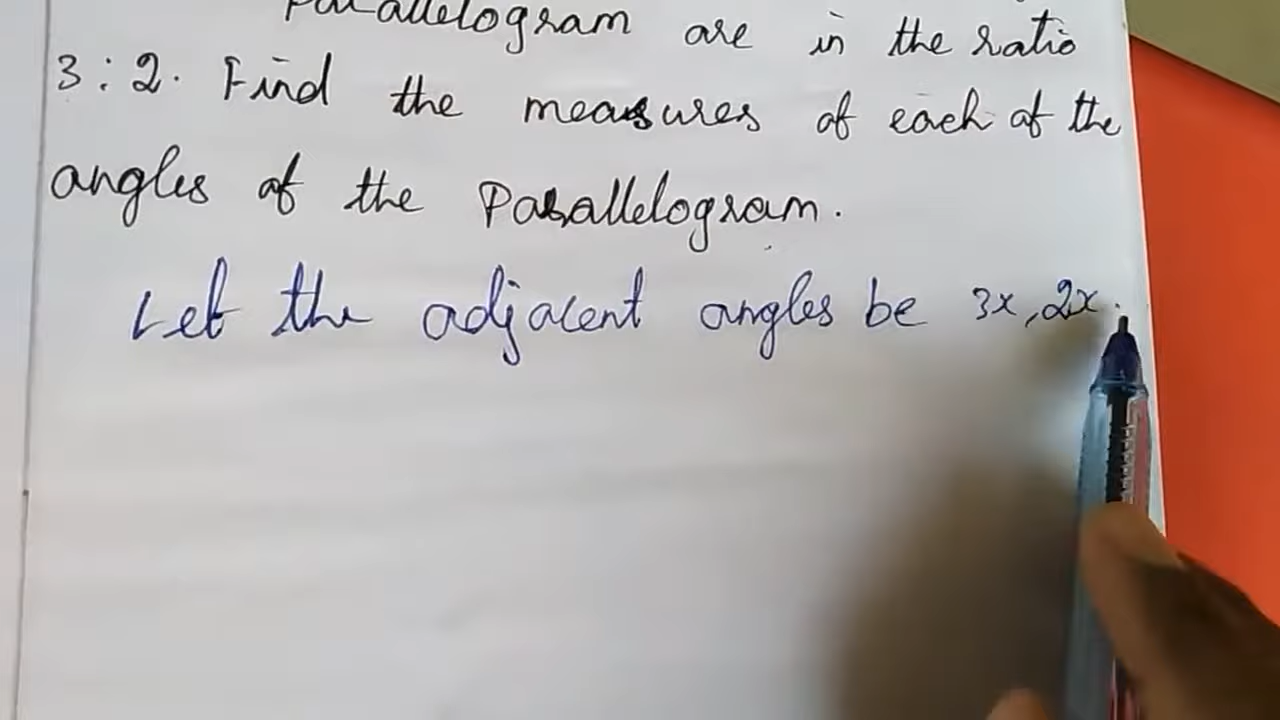 Parallelogram are in the ratio
3:2. Find the measures of each of the
angles of the Parallelogram.
Let the adjacent angles be 3x, 2x.